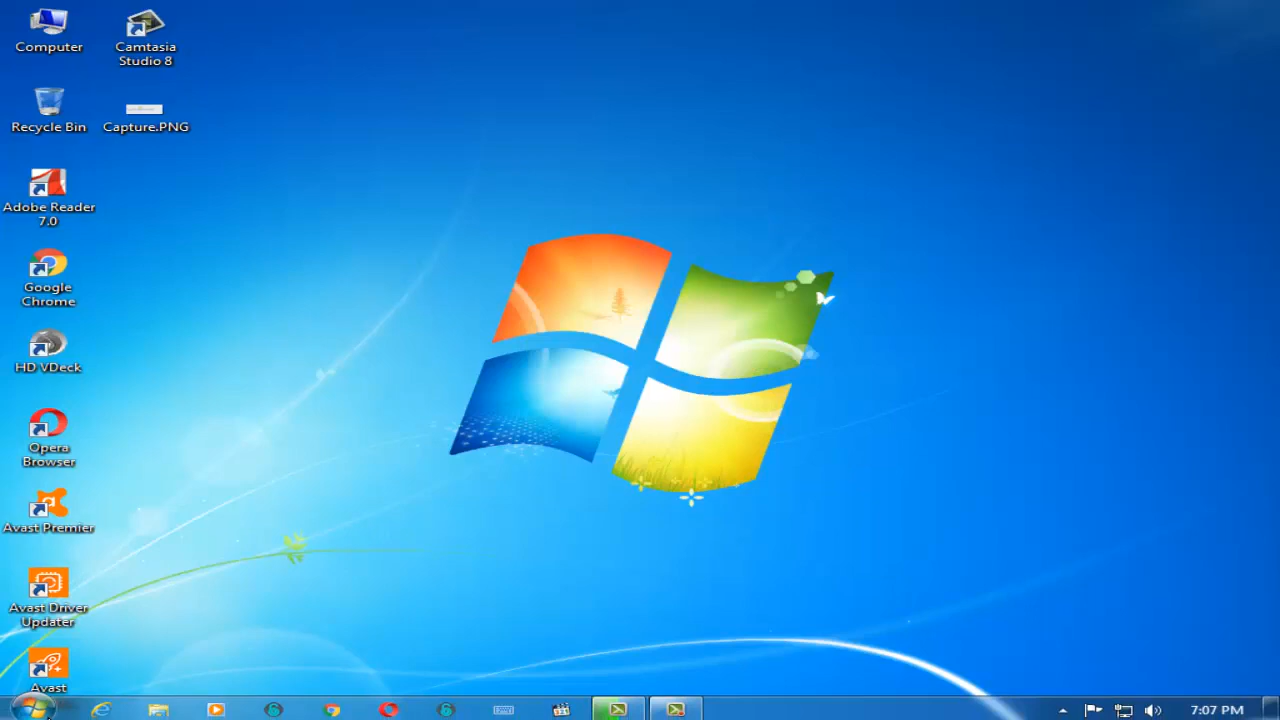 Computer
Camtasia
Studio 8
Recycle Bin
Capture.PNG
Adobe Reader
7.0
Google
Chrome
HD VDeck
Opera
Browser
Avast Premier
Avast Driver
Updater
Avast
7:07 PM